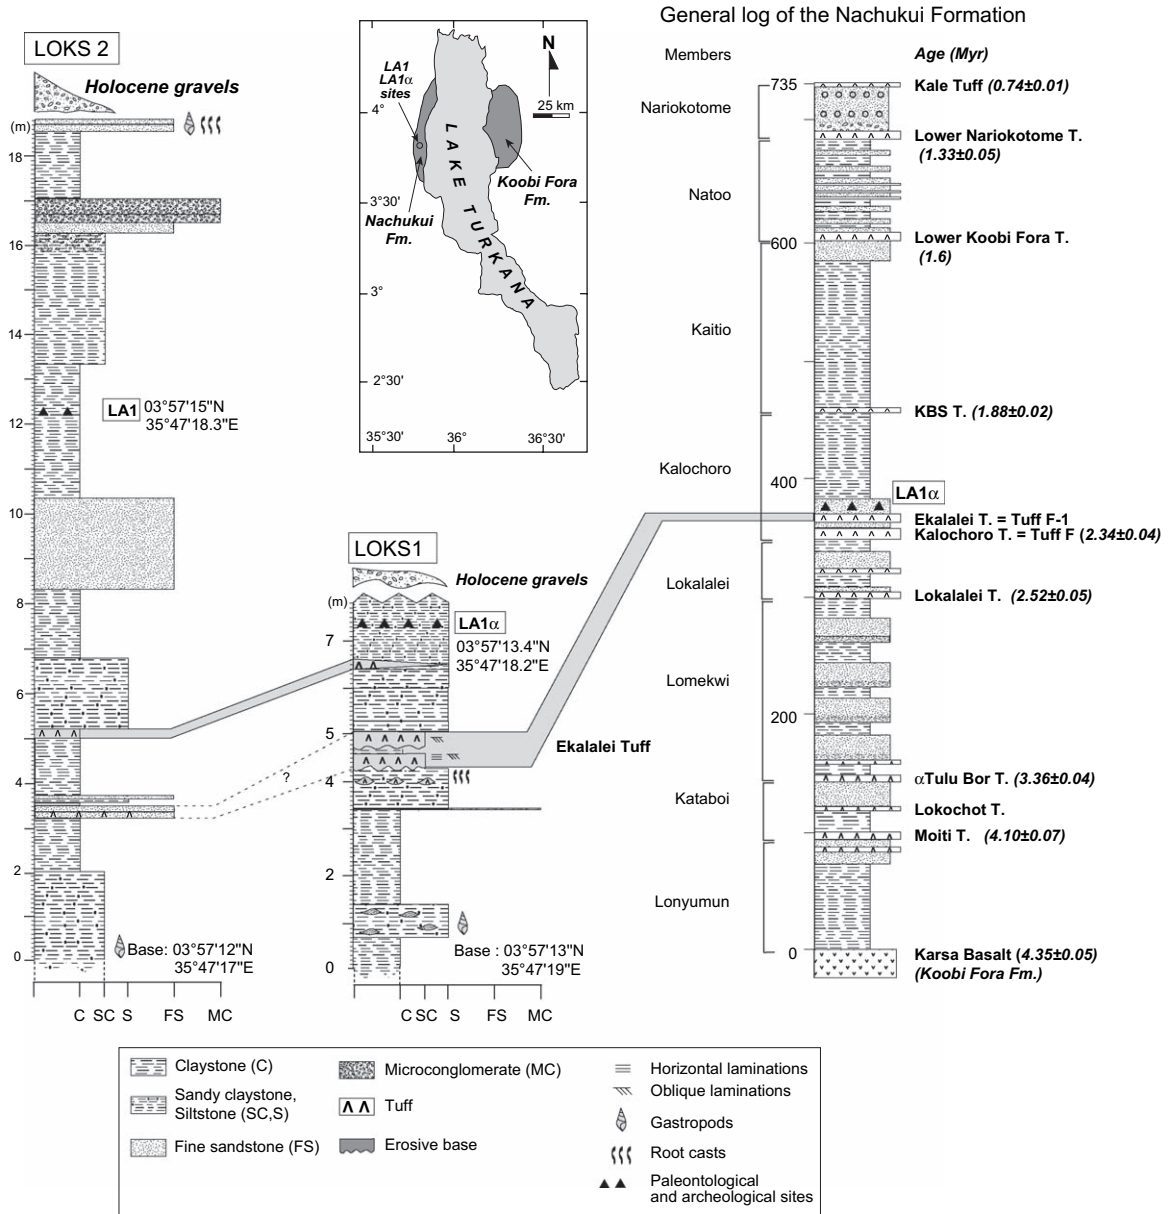 General log of the Nachukui Formation
LOKS 2
Holocene gravels
(m)
18
16
14
12
10
8
6
4
2
0
LA1
03°57'15"N
35°47'18.3"E
?
Base: 03°57'12"N
35°47'17"E
C SC S FS MC
LA1
LA1α
sites
N
25 km
4°
3°50'
3°
2°30'
35°50'
36°
36°50'
LAKE TURKANA
Koobi Fora
Fm.
Nachukui
Fm.
LOKS1
Holocene gravels
(m)
7
5
4
2
0
LA1α
03°57'13.4"N
35°47'18.2"E
Ekalalei Tuff
Base : 03°57'13"N
35°47'19"E
C SC S FS MC
Members
Age (Myr)
735
600
400
200
0
Nariokotome
Natoo
Kaitio
Kalochoro
Lokalalei
Lomekwi
Kataboi
Lonyumun
Kale Tuff (0.74±0.01)
Lower Nariokotome T.
(1.33±0.05)
Lower Koobi Fora T.
(1.6)
KBS T. (1.88±0.02)
LA1α
Ekalalei T. = Tuff F-1
Kalochoro T. = Tuff F (2.34±0.04)
Lokalalei T. (2.52±0.05)
αTulu Bor T. (3.36±0.04)
Lokochot T.
Moiti T. (4.10±0.07)
Karsa Basalt (4.35±0.05)
(Koobi Fora Fm.)
Claystone (C)
Sandy claystone,
Siltstone (SC,S)
Fine sandstone (FS)
Microconglomerate (MC)
Tuff
Erosive base
Horizontal laminations
Oblique laminations
Gastropods
Root casts
Paleontological
and archeological sites